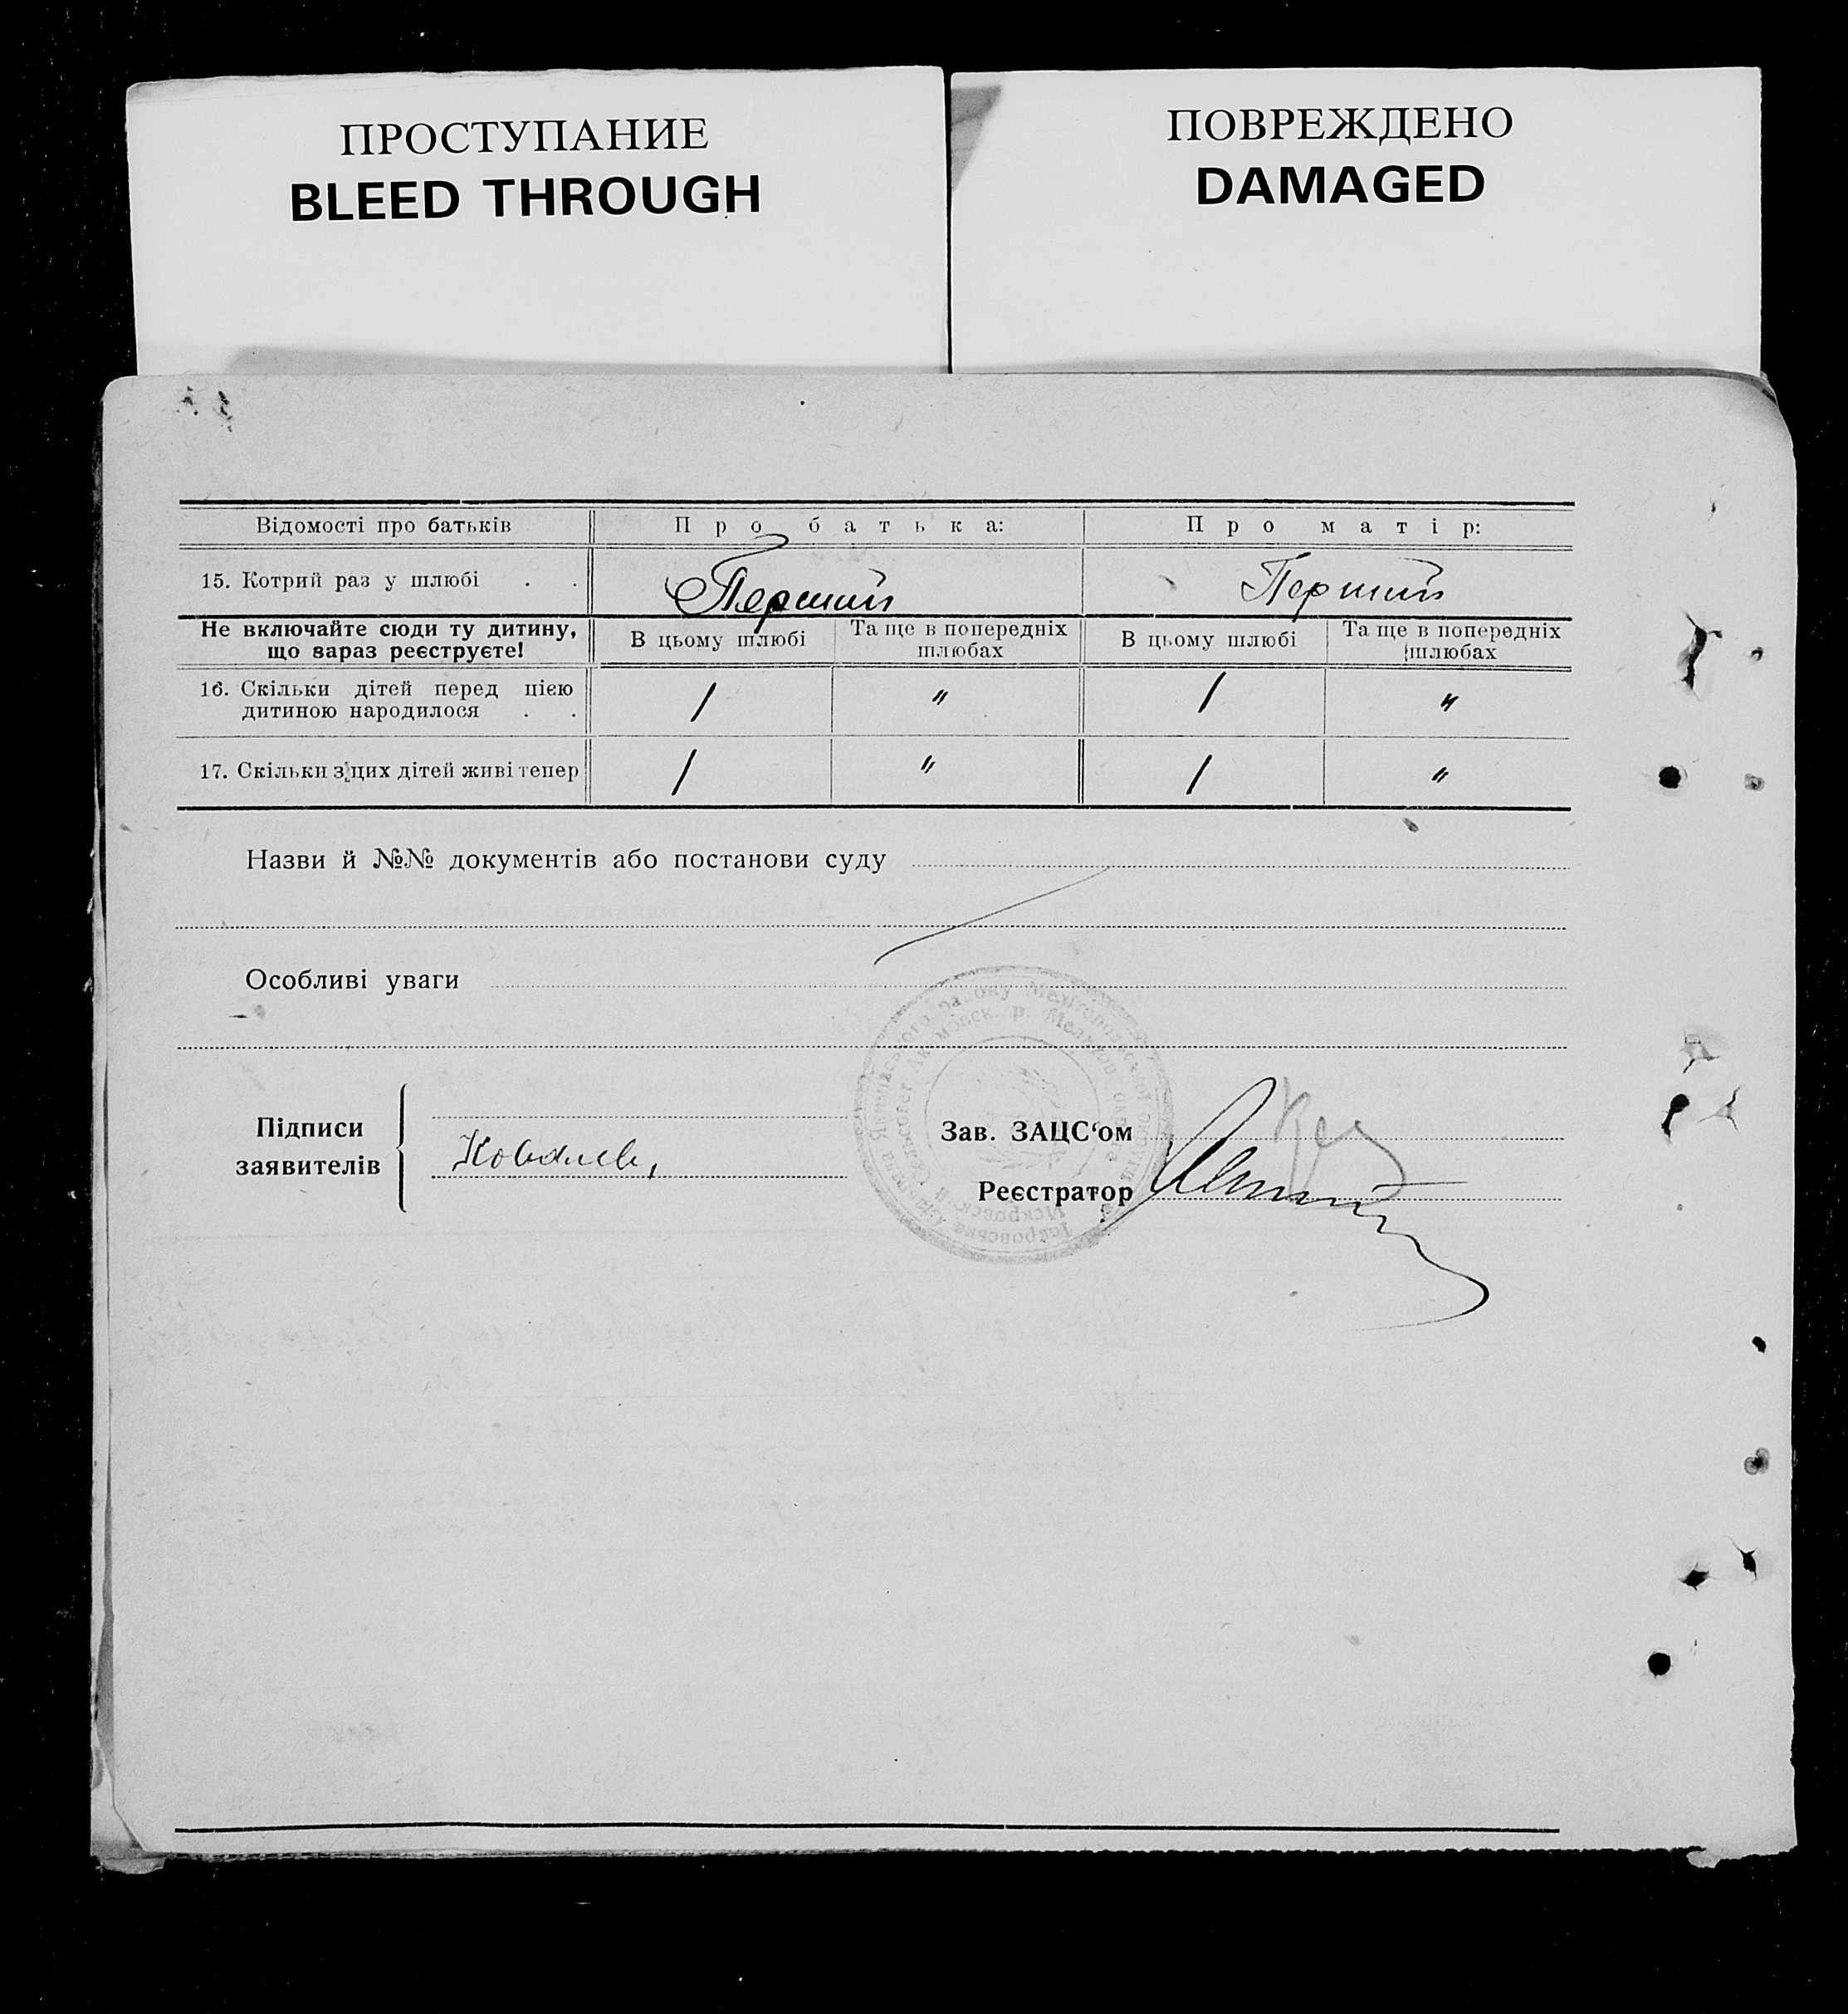 ПРОСТУПАНИЕ
BLEED THROUGH
ПОВРЕЖДЕНО
DAMAGED
Відомості про батьків Про батька: Про матір:
15. Котрий раз у шлюбі . . Перший Перший
Не включайте сюди ту дитину, що зараз реєструєте! В цьому шлюбі Та ще в попередніх шлюбах В цьому шлюбі Та ще в попередніх шлюбах
16. Скільки дітей перед цією дитиною народилося . . 1 " 1 "
17. Скільки з цих дітей живі тепер 1 " 1 "
Назви й №№ документів або постанови суду
Особливі уваги
Підписи заявителів
Ковалев
Зав. ЗАЦС‘ом
Реєстратор